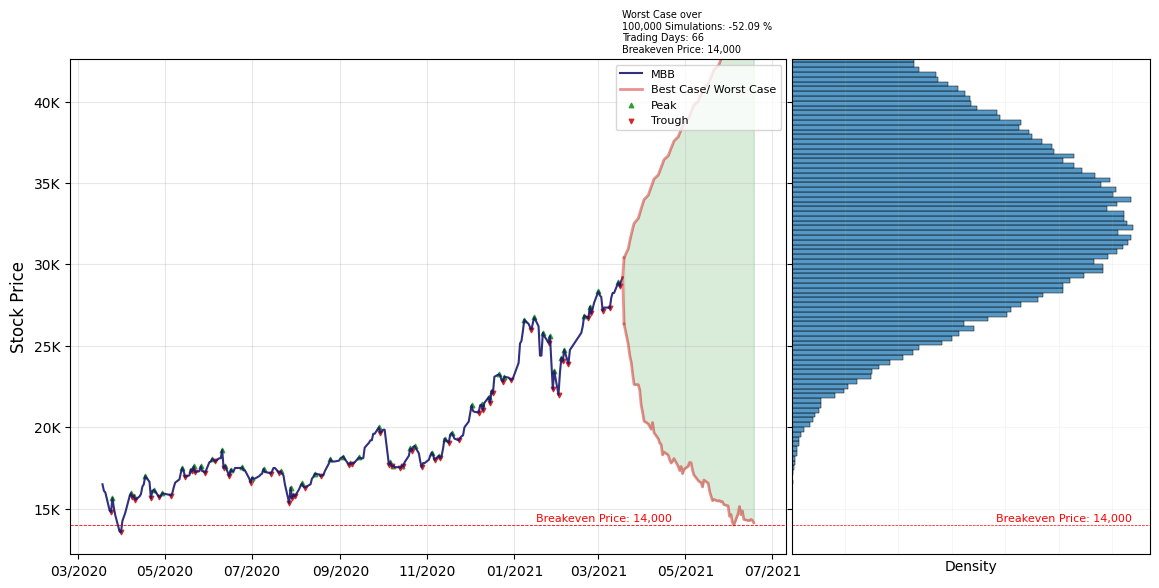 Worst Case over
100,000 Simulations: -52.09 %
Trading Days: 66
Breakeven Price: 14,000
MBB
Best Case/ Worst Case
Peak
Trough
40K
35K
30K
25K
20K
15K
Stock Price
Breakeven Price: 14,000
Breakeven Price: 14,000
03/2020 05/2020 07/2020 09/2020 11/2020 01/2021 03/2021 05/2021 07/2021
Density